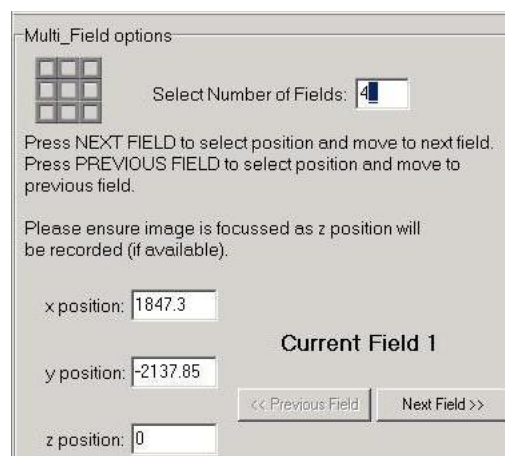 Multi_Field options
Select Number of Fields: 4
Press NEXT FIELD to select position and move to next field.
Press PREVIOUS FIELD to select position and move to
previous field.
Please ensure image is focussed as z position will
be recorded (if available).
x position: 1847.3
Current Field 1
y position: -2137.85
<< Previous Field
Next Field >>
z position: 0